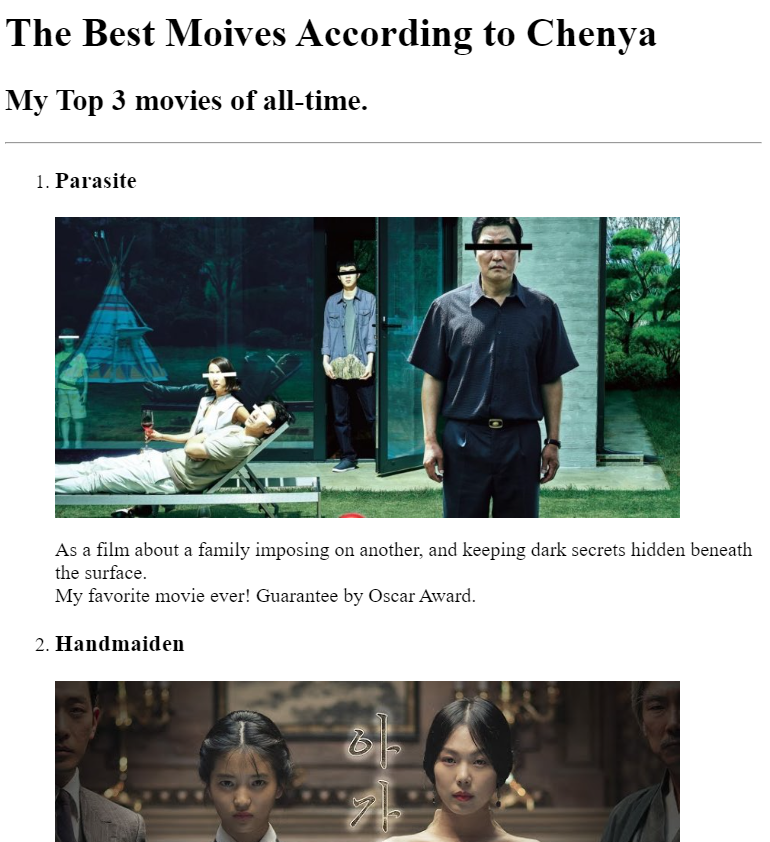 The Best Moives According to Chenya
My Top 3 movies of all-time.
1. Parasite
As a film about a family imposing on another, and keeping dark secrets hidden beneath
the surface.
My favorite movie ever! Guarantee by Oscar Award.
2. Handmaiden
아
가